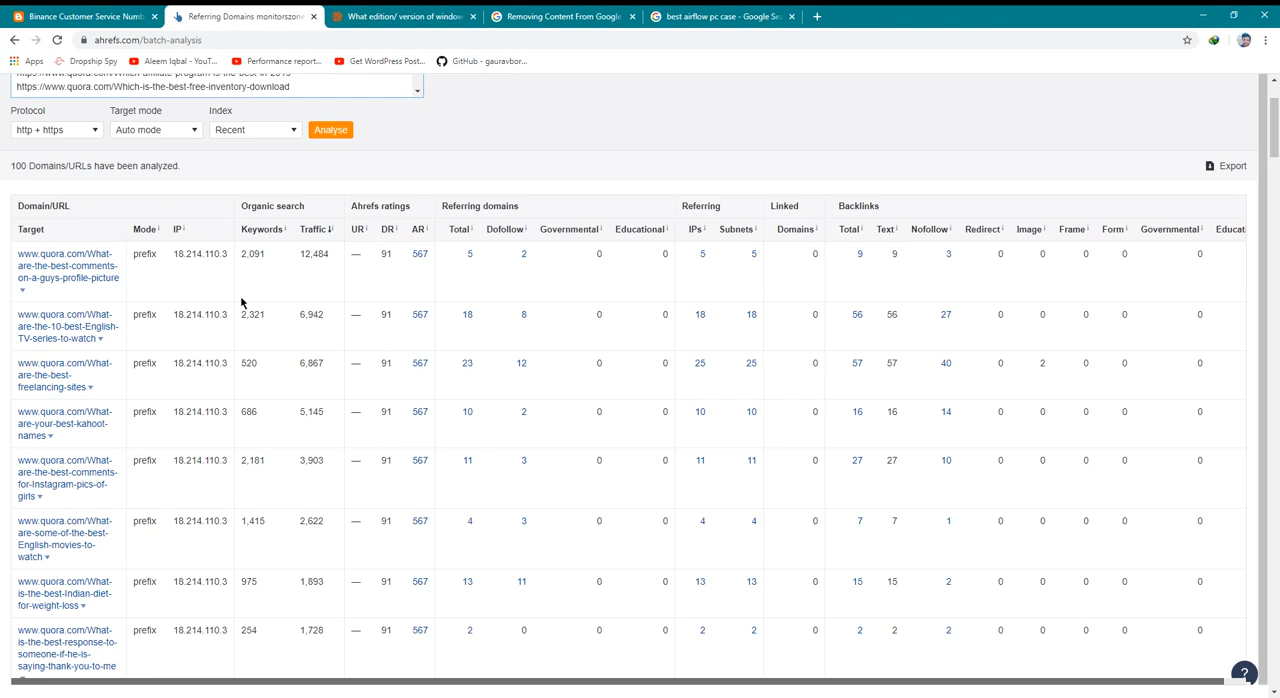 Binance Customer Service Numb
Referring Domains monitorszone
What edition/ version of window
Removing Content From Google
best airflow pc case - Google Sea
ahrefs.com/batch-analysis
Apps Dropship Spy Aleem Iqbal - YouT... Performance report... Get WordPress Post... GitHub - gauravbor...
https://www.quora.com/Which-affiliate-program-is-the-best-in-2019
https://www.quora.com/Which-is-the-best-free-inventory-download
Protocol Target mode Index
http + https Auto mode Recent Analyse
100 Domains/URLs have been analyzed. Export
Domain/URL Organic search Ahrefs ratings Referring domains Referring Linked Backlinks
Target Mode IP Keywords Traffic UR DR AR Total Dofollow Governmental Educational IPs Subnets Domains Total Text Nofollow Redirect Image Frame Form Governmental Educat
www.quora.com/What- prefix 18.214.110.3 2,091 12,484 — 91 567 5 2 0 0 5 5 0 9 9 3 0 0 0 0 0
are-the-best-comments-
on-a-guys-profile-picture
www.quora.com/What- prefix 18.214.110.3 2,321 6,942 — 91 567 18 8 0 0 18 18 0 56 56 27 0 0 0 0 0
are-the-10-best-English-
TV-series-to-watch
www.quora.com/What- prefix 18.214.110.3 520 6,867 — 91 567 23 12 0 0 25 25 0 57 57 40 0 2 0 0 0
are-the-best-
freelancing-sites
www.quora.com/What- prefix 18.214.110.3 686 5,145 — 91 567 10 2 0 0 10 10 0 16 16 14 0 0 0 0 0
are-your-best-kahoot-
names
www.quora.com/What- prefix 18.214.110.3 2,181 3,903 — 91 567 11 3 0 0 11 11 0 27 27 10 0 0 0 0 0
are-the-best-comments-
for-Instagram-pics-of-
girls
www.quora.com/What- prefix 18.214.110.3 1,415 2,622 — 91 567 4 3 0 0 4 4 0 7 7 1 0 0 0 0 0
are-some-of-the-best-
English-movies-to-
watch
www.quora.com/What- prefix 18.214.110.3 975 1,893 — 91 567 13 11 0 0 13 13 0 15 15 2 0 0 0 0 0
is-the-best-Indian-diet-
for-weight-loss
www.quora.com/What- prefix 18.214.110.3 254 1,728 — 91 567 2 0 0 0 2 2 0 2 2 2 0 0 0 0 0
is-the-best-response-to-
someone-if-he-is-
saying-thank-you-to-me
?